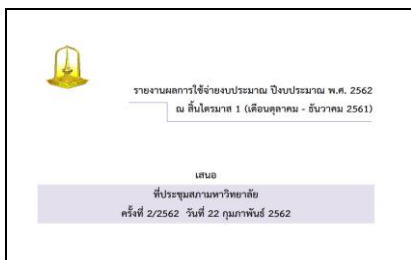 รายงานผลการใช้จ่ายงบประมาณ ปีงบประมาณ พ.ศ. 2562
ณ สิ้นไตรมาส 1 (เดือนตุลาคม - ธันวาคม 2561)
เสนอ
ที่ประชุมสภามหาวิทยาลัย
ครั้งที่ 2/2562 วันที่ 22 กุมภาพันธ์ 2562